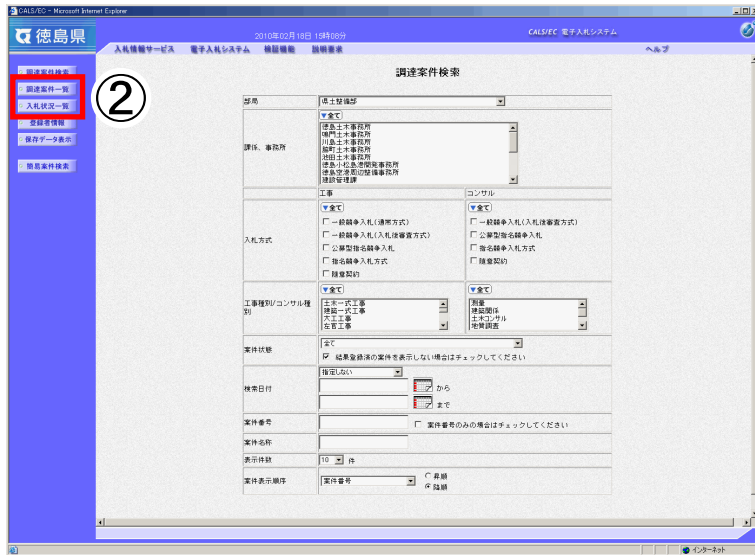 CALS/EC - Microsoft Internet Explorer
徳島県
2010年02月18日 15時08分
CALS/EC 電子入札システム
入札情報サービス 電子入札システム 検証機能 説明要求 ヘルプ
調達案件検索
調達案件一覧
入札状況一覧
登録者情報
保存データ表示
簡易案件検索
②
調達案件検索
部局 県土整備部
課係、事務所
▼全て
徳島土木事務所
鳴門土木事務所
川島土木事務所
脇町土木事務所
池田土木事務所
徳島小松島港開発事務所
徳島空港周辺整備事務所
建設管理課
工事 コンサル
入札方式
▼全て ▼全て
一般競争入札(通常方式) 一般競争入札(入札後審査方式)
一般競争入札(入札後審査方式) 公募型指名競争入札
公募型指名競争入札 指名競争入札方式
指名競争入札方式 随意契約
随意契約
工事種別/コンサル種別
▼全て ▼全て
土木一式工事 測量
建築一式工事 建築関係
大工工事 土木コンサル
左官工事 地質調査
案件状態 全て
結果登録済の案件を表示しない場合はチェックしてください
検索日付 指定しない
から
まで
案件番号 案件番号のみの場合はチェックしてください
案件名称
表示件数 10 件
案件表示順序 案件番号 昇順
降順
インターネット